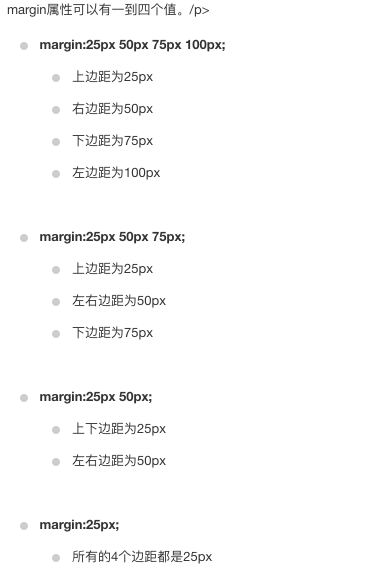 margin属性可以有一到四个值。/p>
margin:25px 50px 75px 100px;
上边距为25px
右边距为50px
下边距为75px
左边距为100px
margin:25px 50px 75px;
上边距为25px
左右边距为50px
下边距为75px
margin:25px 50px;
上下边距为25px
左右边距为50px
margin:25px;
所有的4个边距都是25px